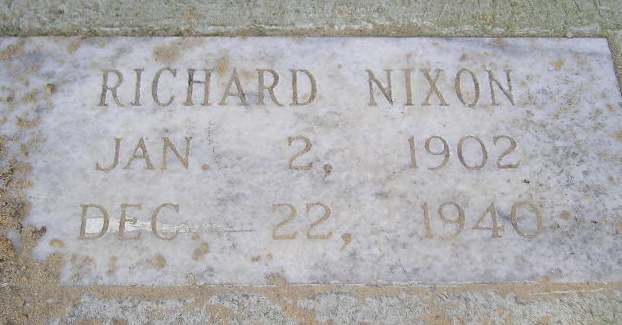 RICHARD NIXON
JAN. 2, 1902
DEC. 22, 1940